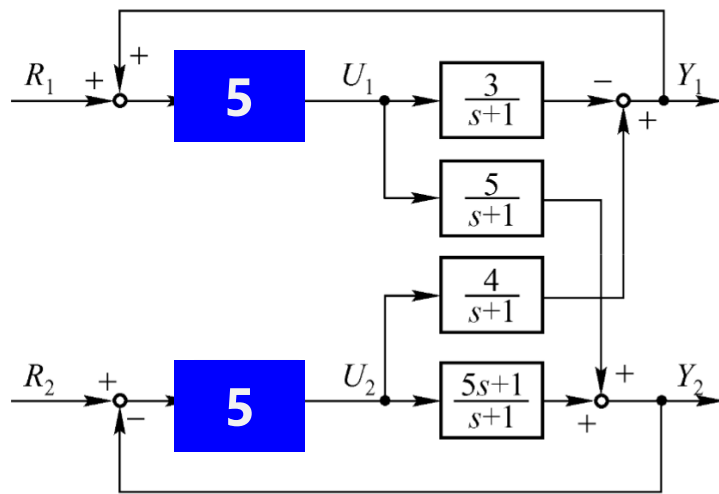 +
R₁ + 5 U₁ 3/(s+1) − Y₁
+
5/(s+1)
4/(s+1)
R₂ + 5 U₂ (5s+1)/(s+1) + Y₂
− +